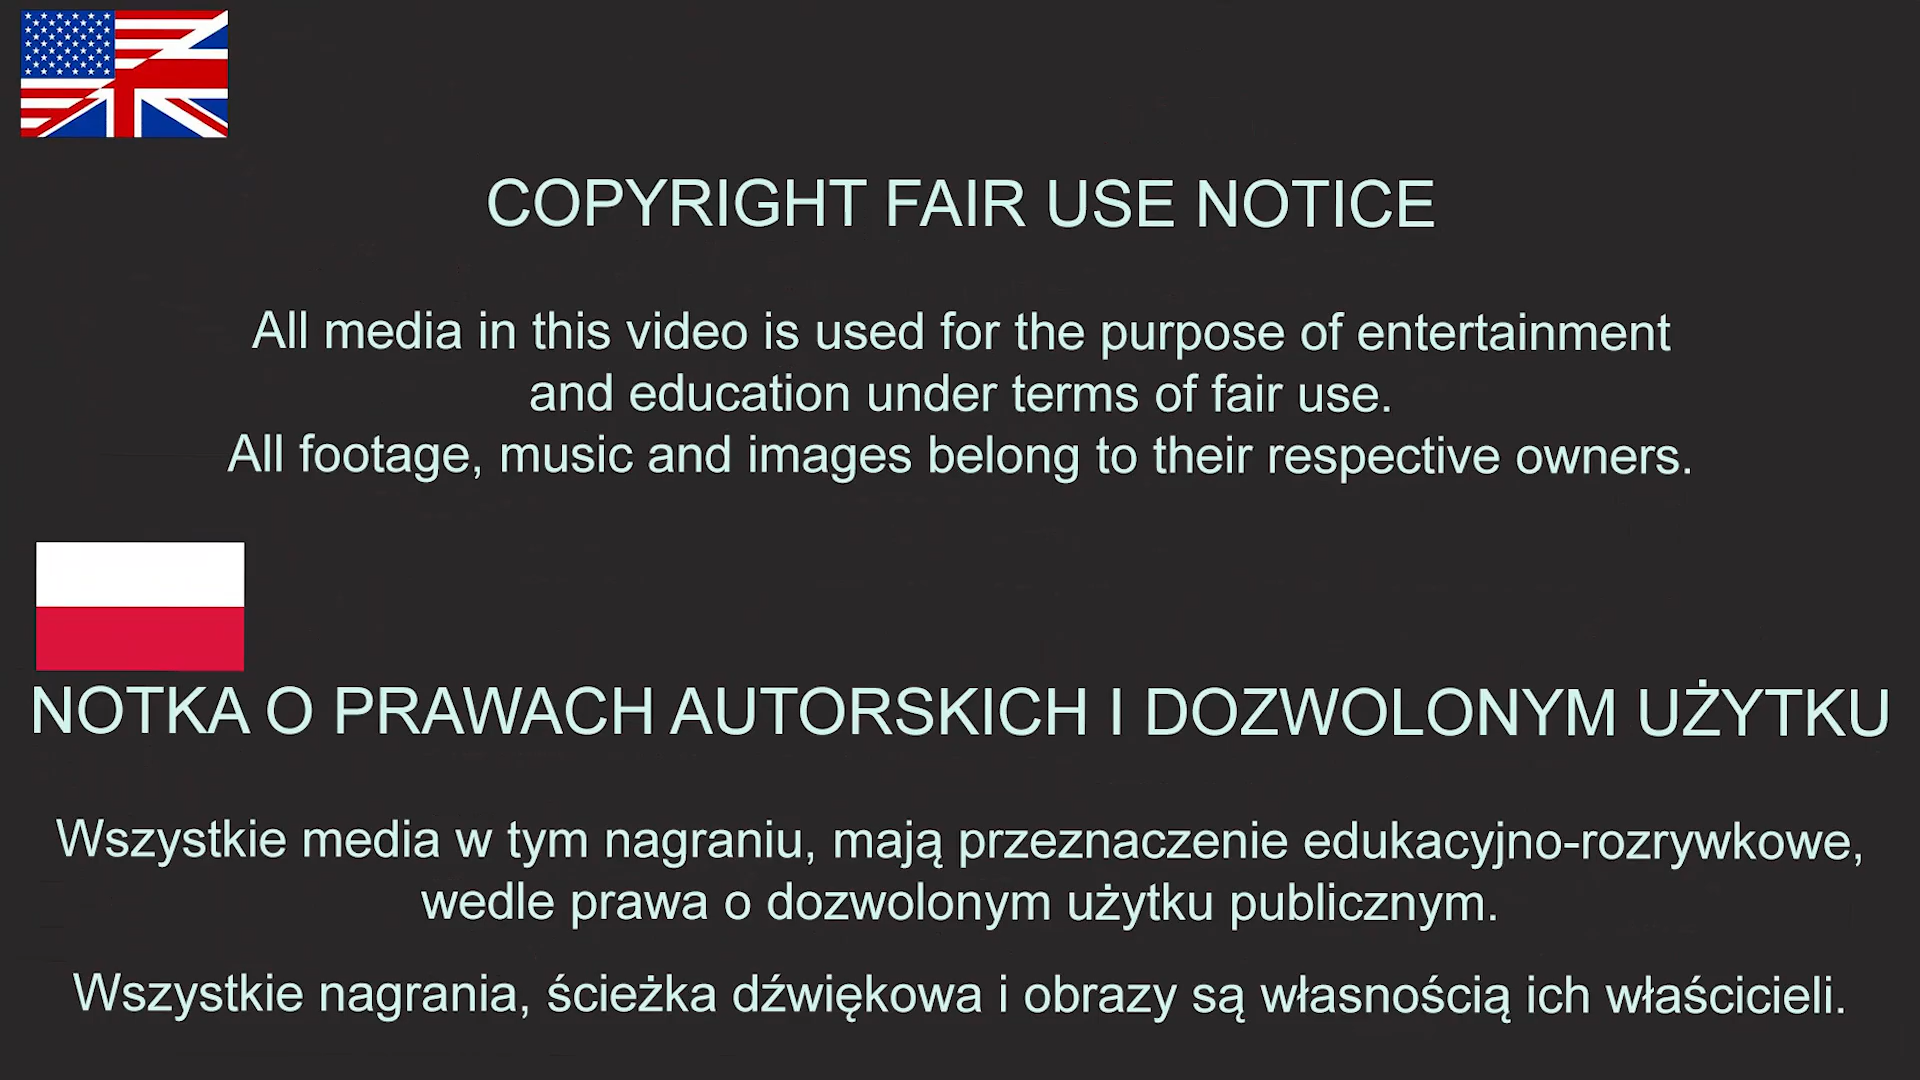 COPYRIGHT FAIR USE NOTICE
All media in this video is used for the purpose of entertainment
and education under terms of fair use.
All footage, music and images belong to their respective owners.
NOTKA O PRAWACH AUTORSKICH I DOZWOLONYM UŻYTKU
Wszystkie media w tym nagraniu, mają przeznaczenie edukacyjno-rozrywkowe,
wedle prawa o dozwolonym użytku publicznym.
Wszystkie nagrania, ścieżka dźwiękowa i obrazy są własnością ich właścicieli.